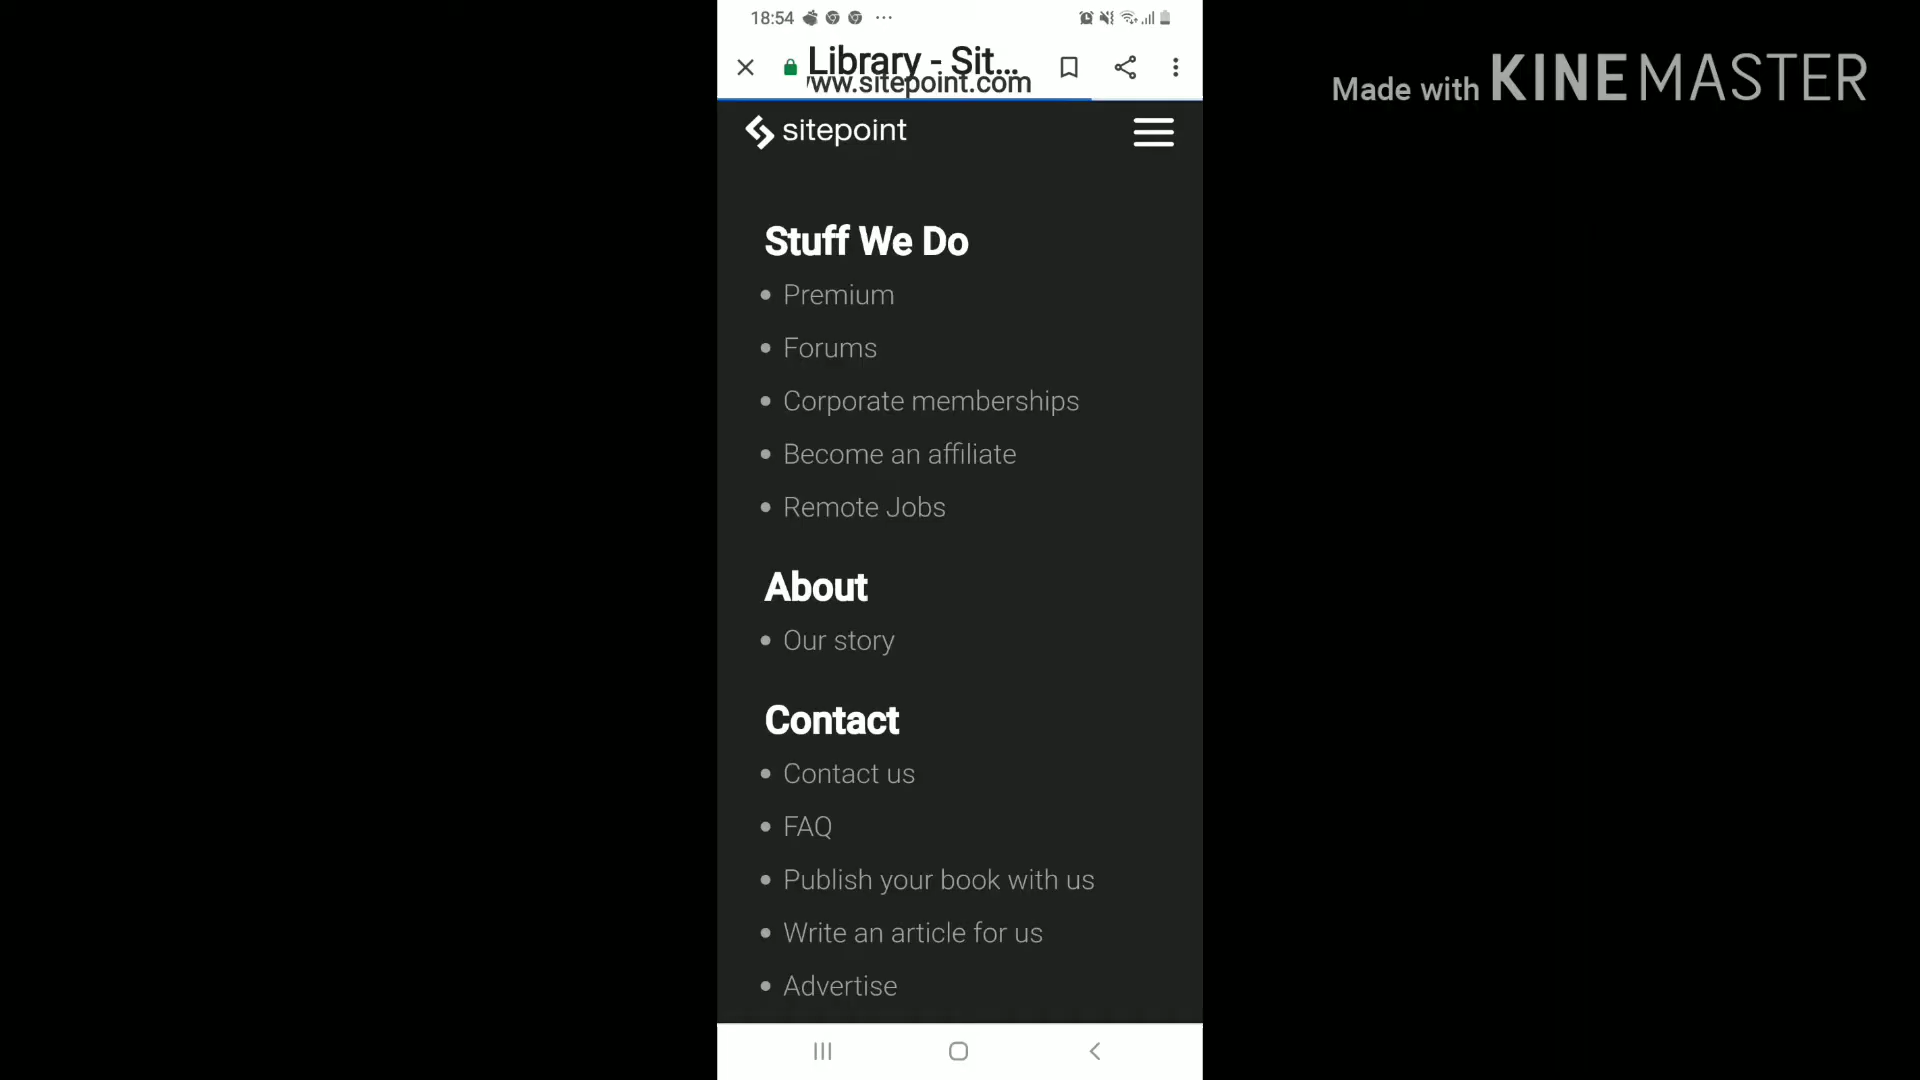 18:54
Library - Sit...
ww.sitepoint.com
Made with KINEMASTER
sitepoint
Stuff We Do
Premium
Forums
Corporate memberships
Become an affiliate
Remote Jobs
About
Our story
Contact
Contact us
FAQ
Publish your book with us
Write an article for us
Advertise